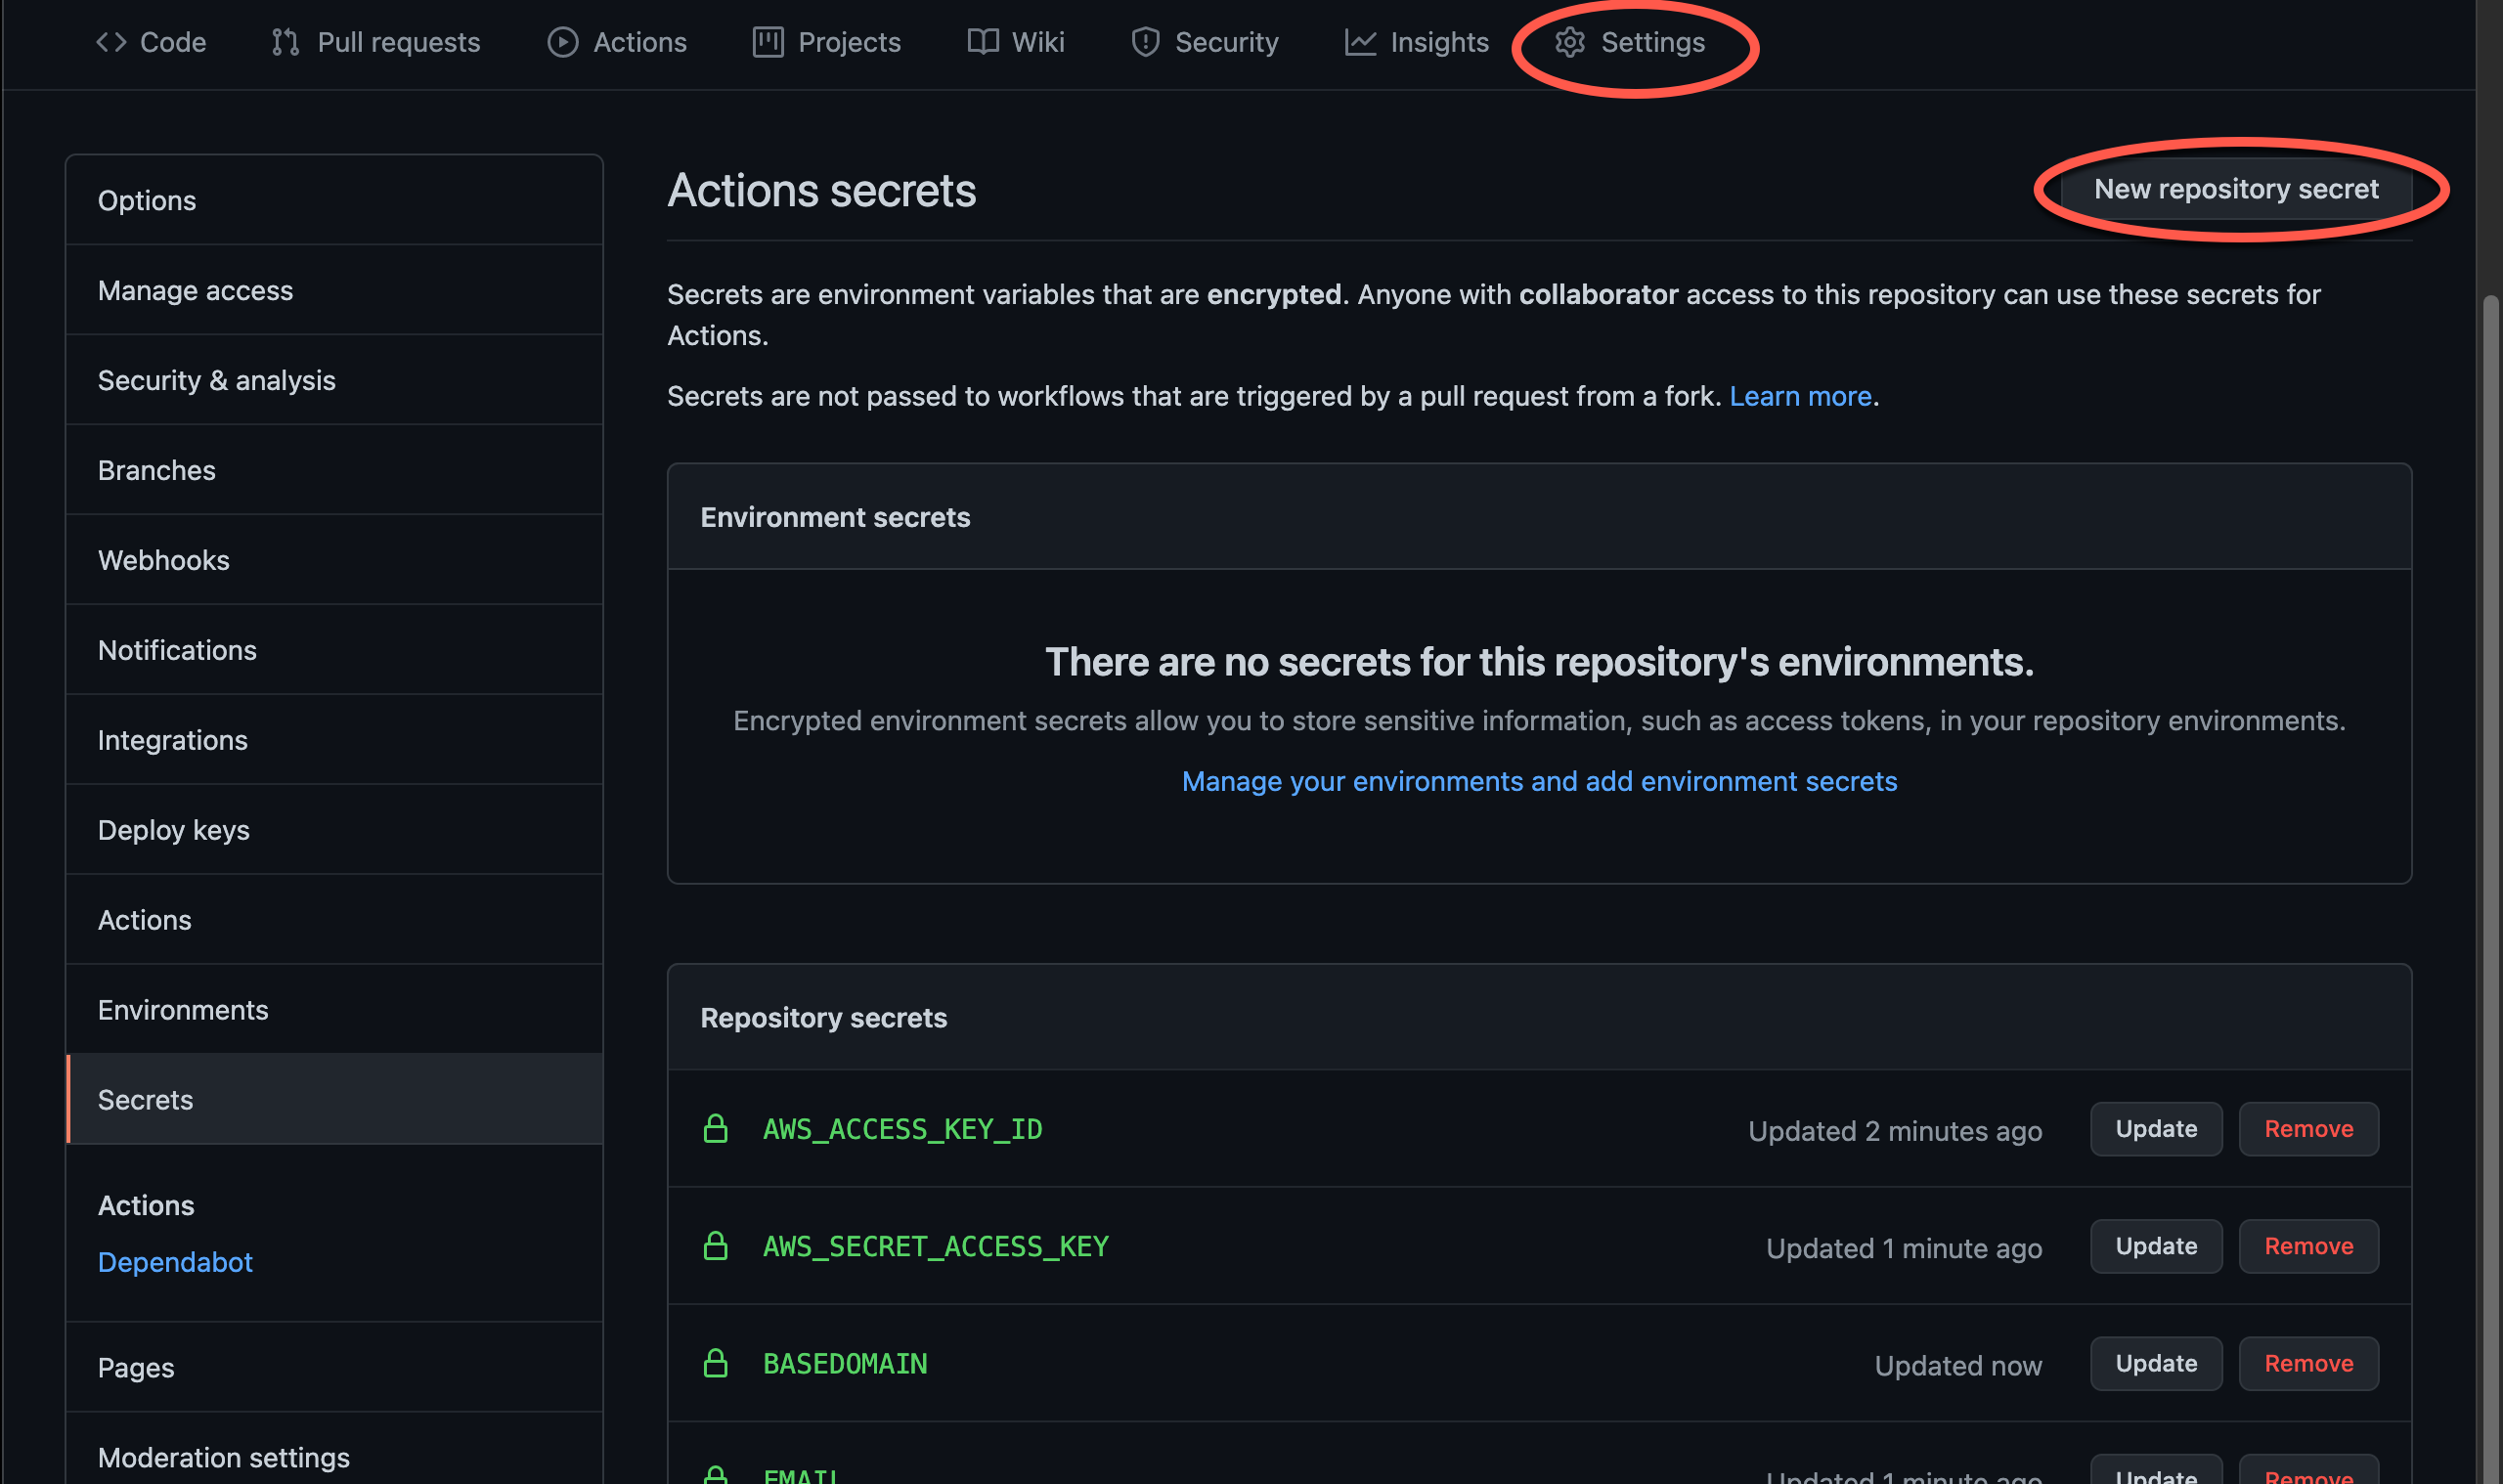 Code Pull requests Actions Projects Wiki Security Insights Settings
Options
Manage access
Security & analysis
Branches
Webhooks
Notifications
Integrations
Deploy keys
Actions
Environments
Secrets
Actions
Dependabot
Pages
Moderation settings
Actions secrets
New repository secret
Secrets are environment variables that are encrypted. Anyone with collaborator access to this repository can use these secrets for
Actions.
Secrets are not passed to workflows that are triggered by a pull request from a fork. Learn more.
Environment secrets
There are no secrets for this repository's environments.
Encrypted environment secrets allow you to store sensitive information, such as access tokens, in your repository environments.
Manage your environments and add environment secrets
Repository secrets
AWS_ACCESS_KEY_ID Updated 2 minutes ago Update Remove
AWS_SECRET_ACCESS_KEY Updated 1 minute ago Update Remove
BASEDOMAIN Updated now Update Remove
EMAIL Updated 1 minute ago Update Remove